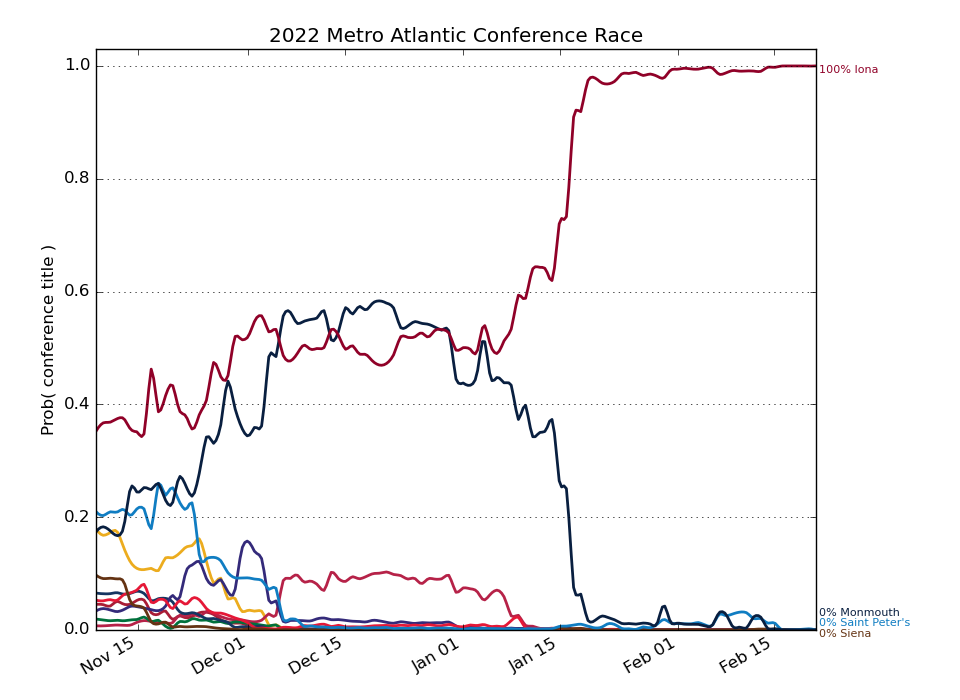 2022 Metro Atlantic Conference Race
1.0
0.8
0.6
0.4
0.2
0.0
Prob( conference title )
Nov 15
Dec 01
Dec 15
Jan 01
Jan 15
Feb 01
Feb 15
100% Iona
0% Monmouth
0% Saint Peter's
0% Siena